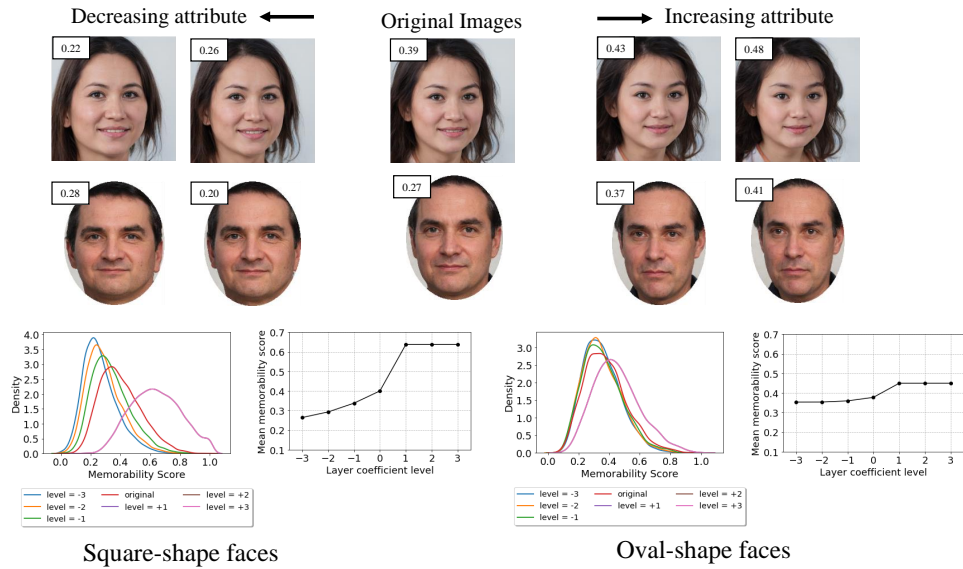 Decreasing attribute
Original Images
Increasing attribute
0.22
0.26
0.39
0.43
0.48
0.28
0.20
0.27
0.37
0.41
4.0
3.5
3.0
2.5
2.0
1.5
1.0
0.5
0.0
Density
0.0 0.2 0.4 0.6 0.8 1.0
Memorability Score
level = -3
level = -2
level = -1
original
level = +1
level = +2
level = +3
0.7
0.6
0.5
0.4
0.3
0.2
0.1
Mean memorability score
−3 −2 −1 0 1 2 3
Layer coefficient level
3.0
2.5
2.0
1.5
1.0
0.5
0.0
Density
0.0 0.2 0.4 0.6 0.8 1.0
Memorability Score
level = -3
level = -2
level = -1
original
level = +1
level = +2
level = +3
0.7
0.6
0.5
0.4
0.3
0.2
0.1
Mean memorability score
−3 −2 −1 0 1 2 3
Layer coefficient level
Square-shape faces
Oval-shape faces